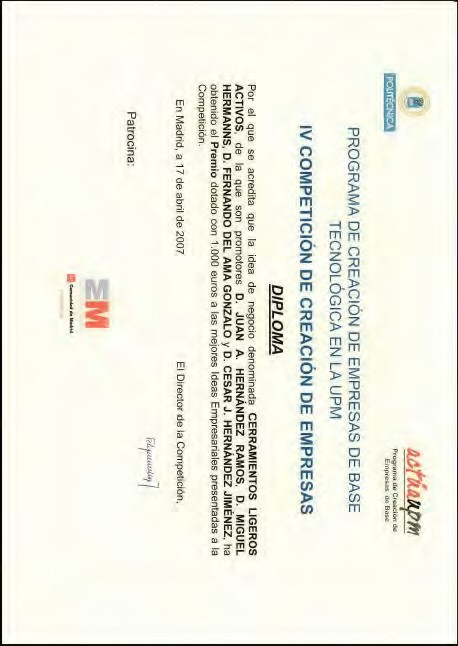 POLITÉCNICA
actúaupm
Programa de Creación de
Empresas de Base
PROGRAMA DE CREACIÓN DE EMPRESAS DE BASE
TECNOLÓGICA EN LA UPM
IV COMPETICIÓN DE CREACIÓN DE EMPRESAS
DIPLOMA
Por el que se acredita que la idea de negocio denominada CERRAMIENTOS LIGEROS
ACTIVOS, de la que son promotores D. JUAN A. HERNÁNDEZ RAMOS, D. MIGUEL
HERMANNS, D. FERNANDO DEL AMA GONZALO y D. CESAR J. HERNÁNDEZ JIMÉNEZ, ha
obtenido el Premio dotado con 1.000 euros a las mejores Ideas Empresariales presentadas a la
Competición.
En Madrid, a 17 de abril de 2007
El Director de la Competición,
Patrocina:
Comunidad de Madrid